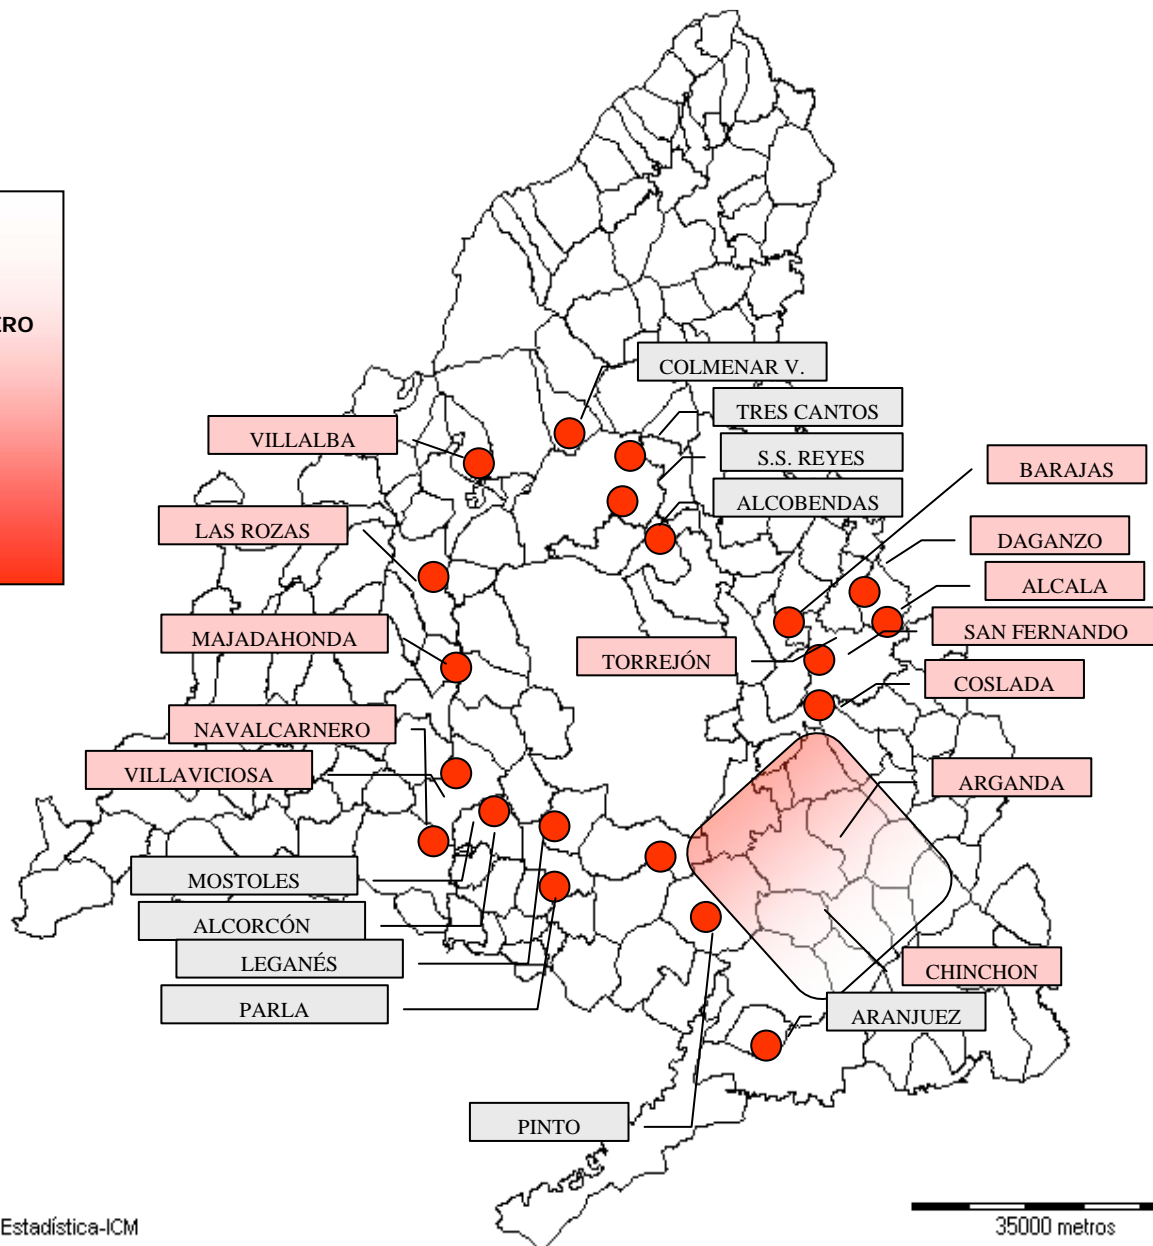 ERO
COLMENAR V.
TRES CANTOS
VILLALBA
S.S. REYES
BARAJAS
ALCOBENDAS
LAS ROZAS
DAGANZO
ALCALA
MAJADAHONDA
SAN FERNANDO
TORREJÓN
COSLADA
NAVALCARNERO
VILLAVICIOSA
ARGANDA
MOSTOLES
ALCORCÓN
LEGANÉS
CHINCHON
PARLA
ARANJUEZ
PINTO
Estadística-ICM
35000 metros